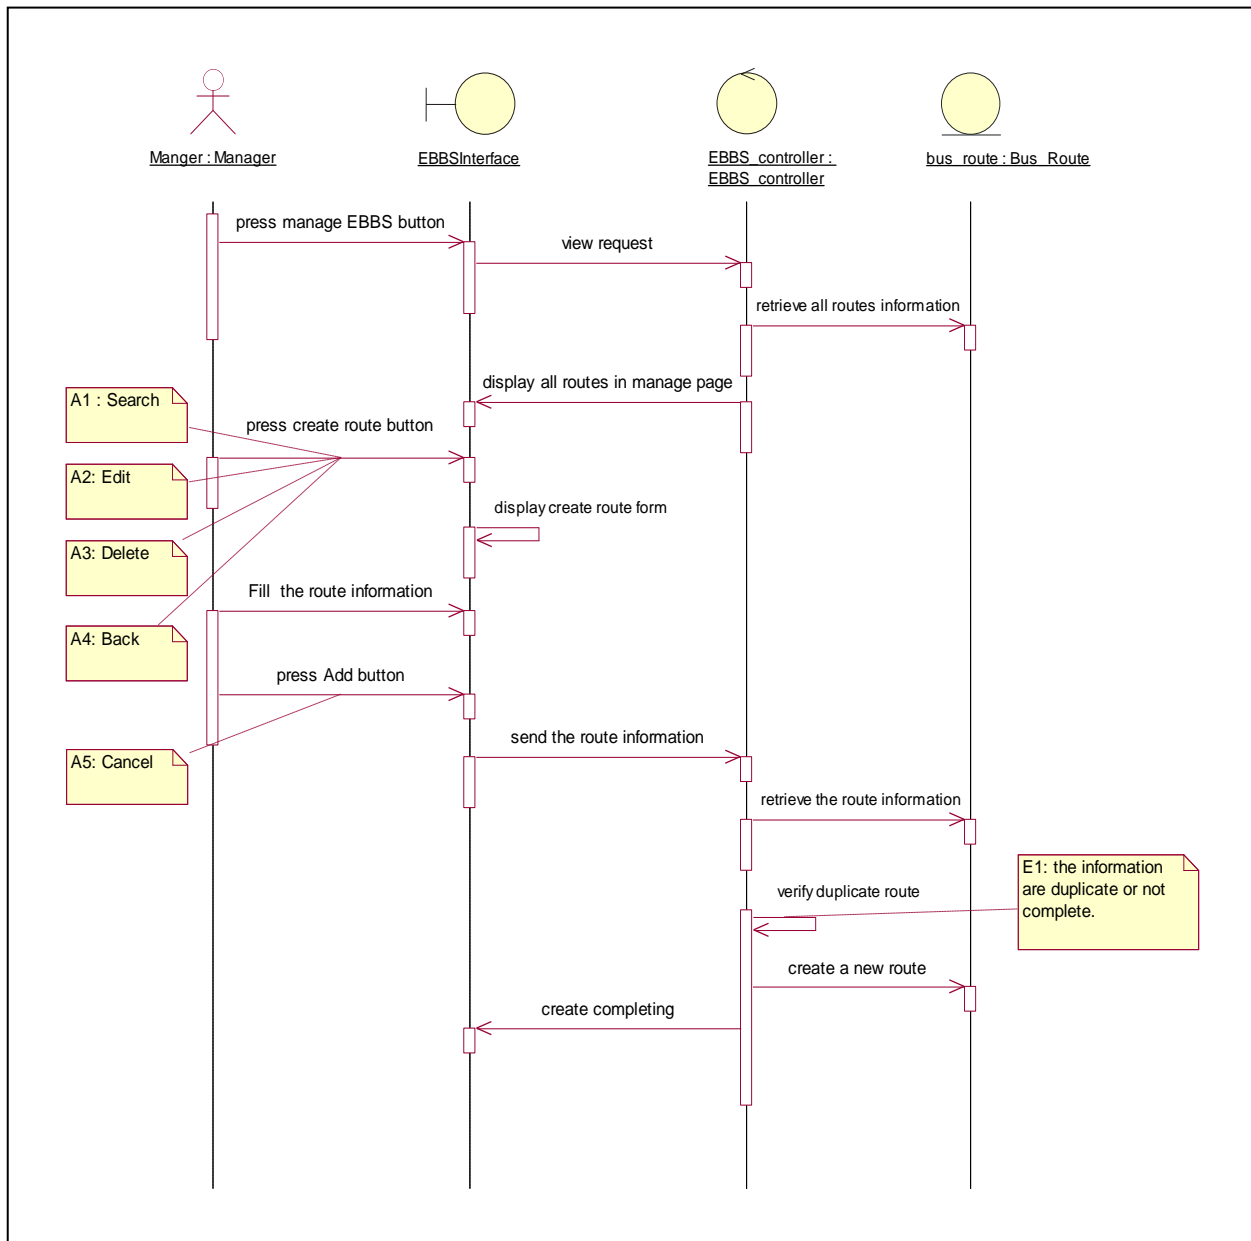 Manger : Manager
EBBSInterface
EBBS_controller :
EBBS_controller
bus_route : Bus_Route
press manage EBBS button
view request
retrieve all routes information
display all routes in manage page
A1 : Search
press create route button
A2: Edit
display create route form
A3: Delete
Fill the route information
A4: Back
press Add button
send the route information
A5: Cancel
retrieve the route information
E1: the information
are duplicate or not
complete.
verify duplicate route
create a new route
create completing